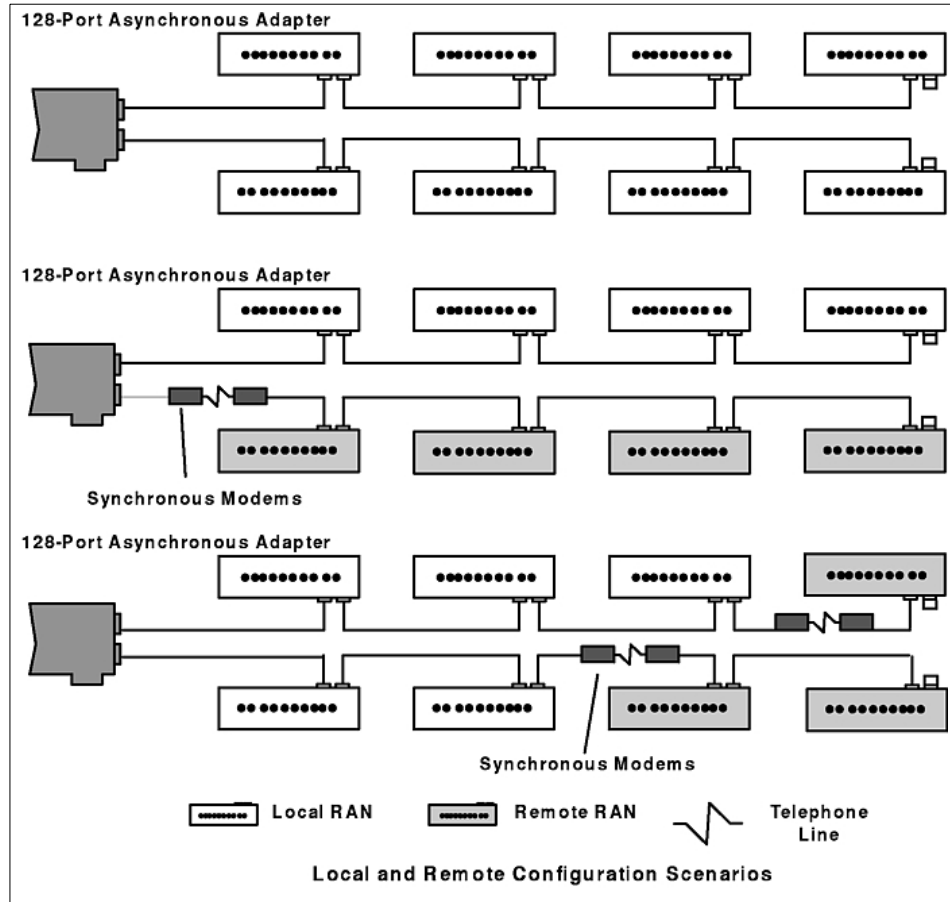 128-Port Asynchronous Adapter
128-Port Asynchronous Adapter
Synchronous Modems
128-Port Asynchronous Adapter
Synchronous Modems
Local RAN
Remote RAN
Telephone
Line
Local and Remote Configuration Scenarios